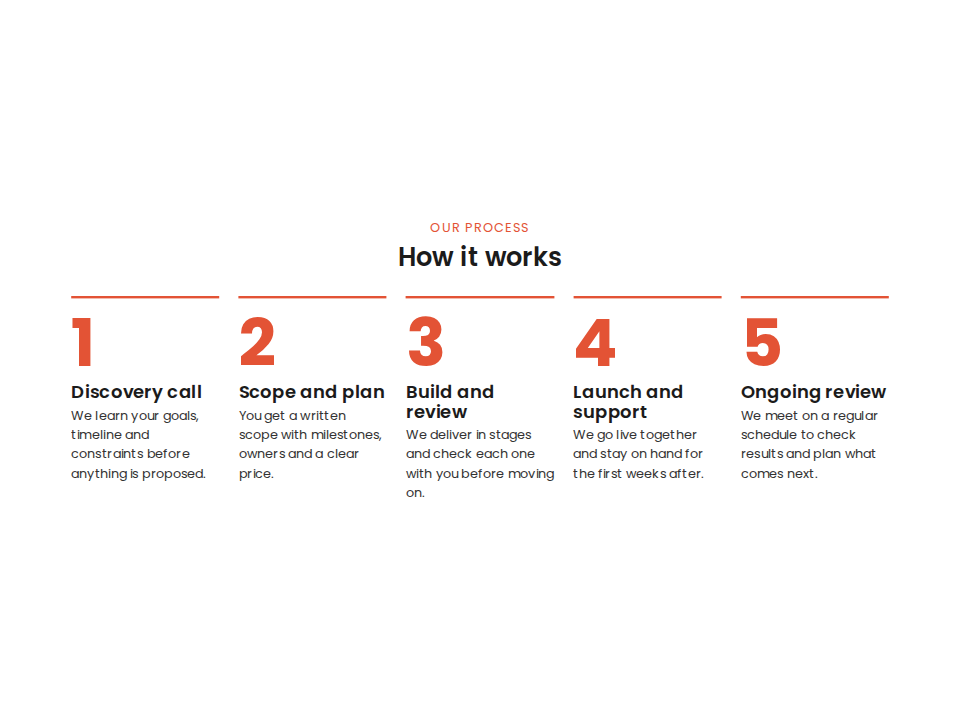 OUR PROCESS
How it works
1
Discovery call
We learn your goals,
timeline and
constraints before
anything is proposed.
2
Scope and plan
You get a written
scope with milestones,
owners and a clear
price.
3
Build and
review
We deliver in stages
and check each one
with you before moving
on.
4
Launch and
support
We go live together
and stay on hand for
the first weeks after.
5
Ongoing review
We meet on a regular
schedule to check
results and plan what
comes next.